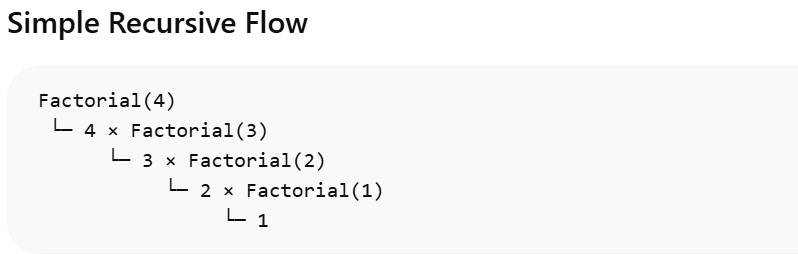 Simple Recursive Flow
Factorial(4)
└─ 4 × Factorial(3)
└─ 3 × Factorial(2)
└─ 2 × Factorial(1)
└─ 1